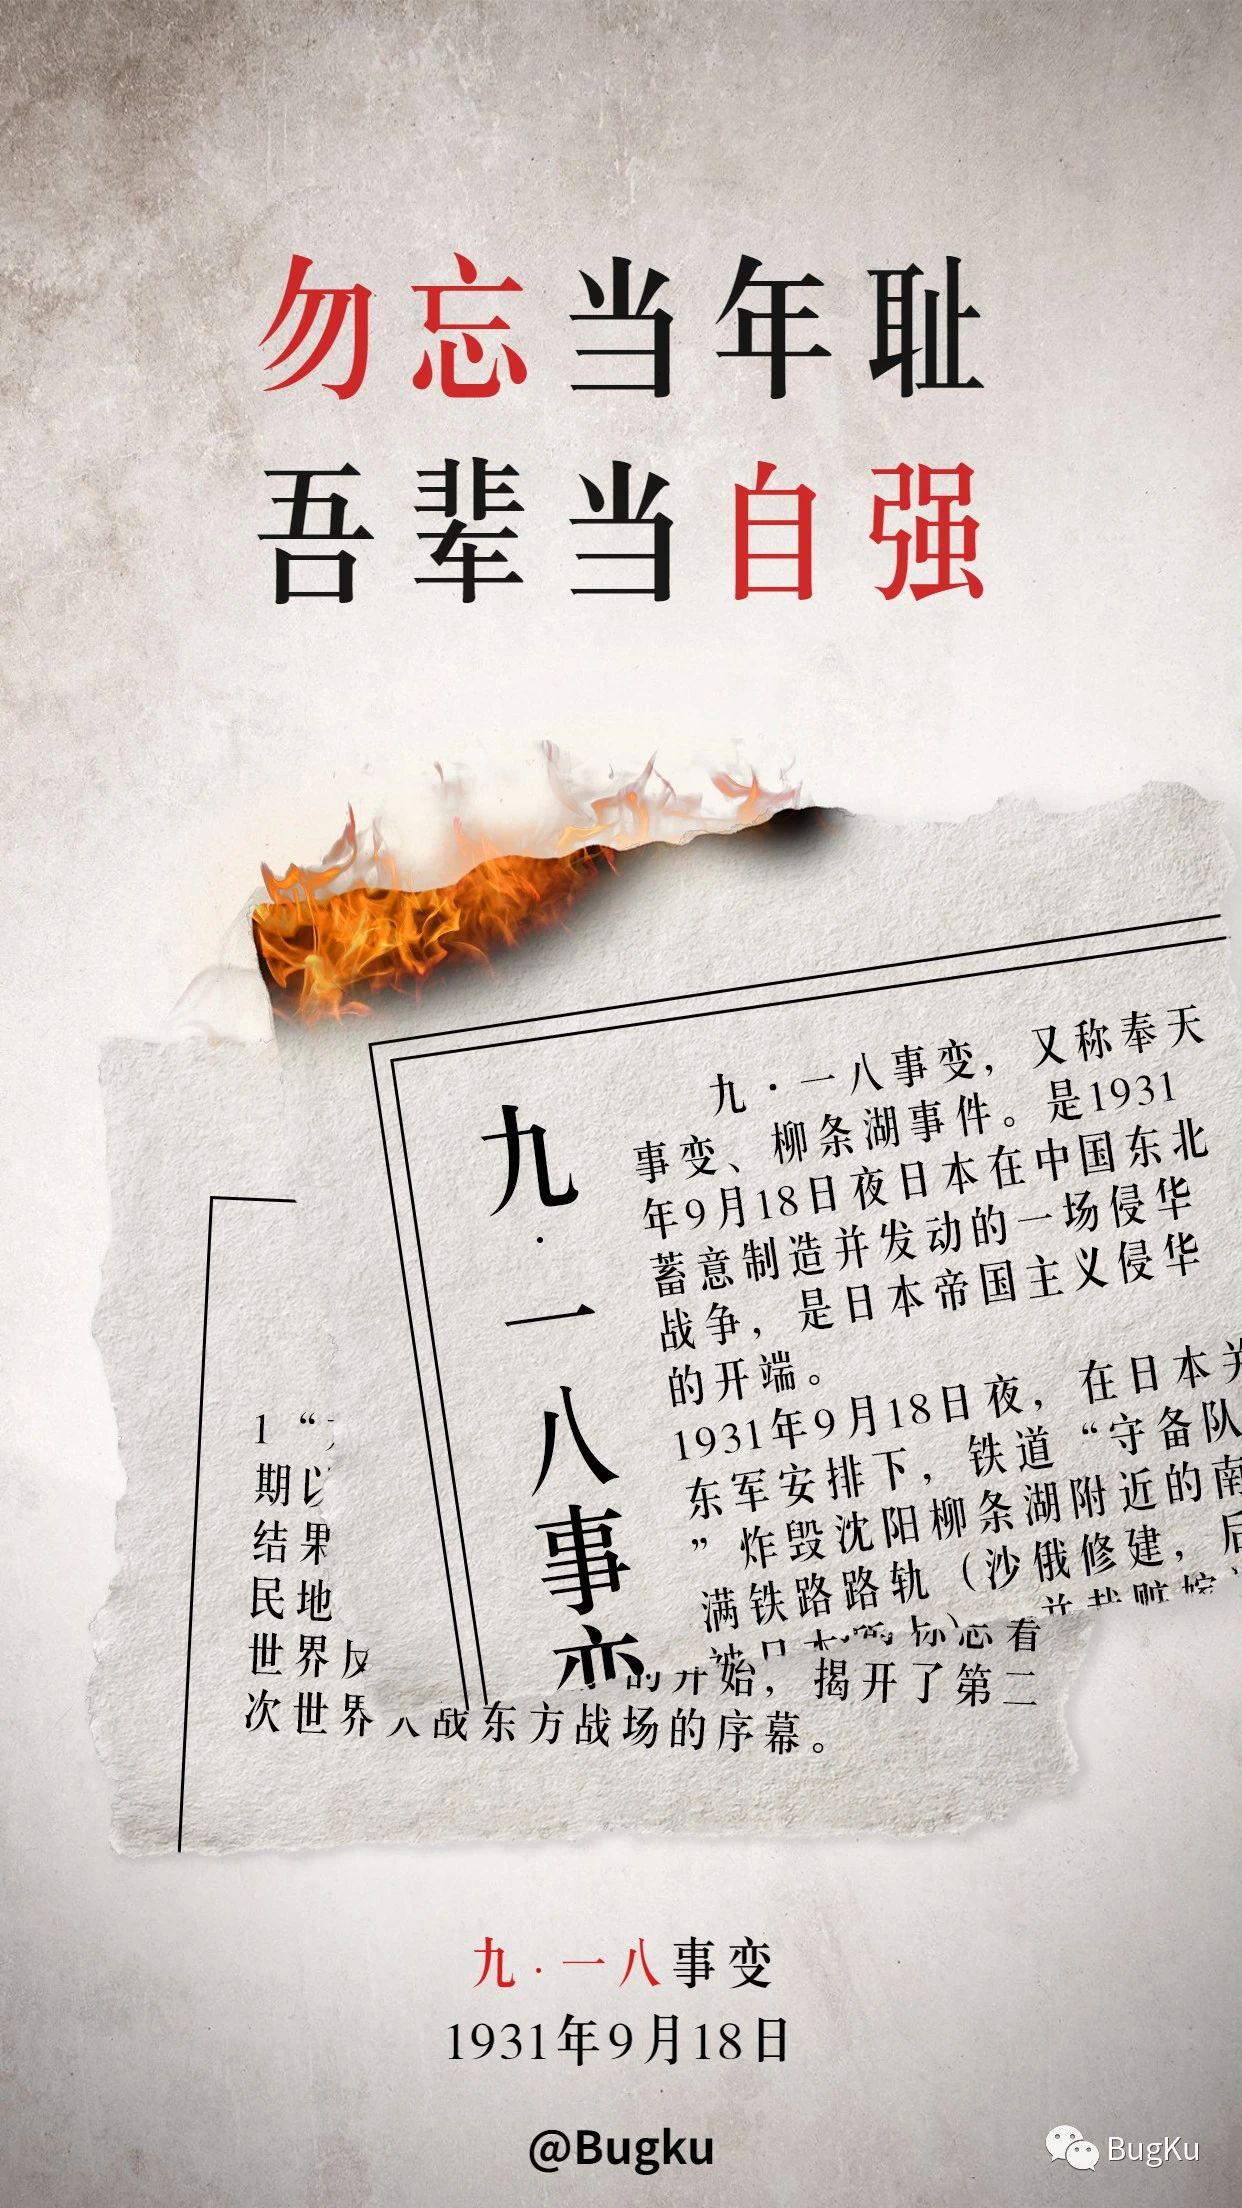 勿忘当年耻
吾辈当自强
九·一八事变
九·一八事变，又称奉天
事变、柳条湖事件。是1931
年9月18日夜日本在中国东北
蓄意制造并发动的一场侵华
战争，是日本帝国主义侵华
的开端。
1931年9月18日夜，在日本关
东军安排下，铁道“守备队
”炸毁沈阳柳条湖附近的南
满铁路路轨（沙俄修建，后
1“
期以
结果
民地
世界反
看
的开始，揭开了第二
次世界大战东方战场的序幕。
九·一八事变
1931年9月18日
@Bugku
BugKu